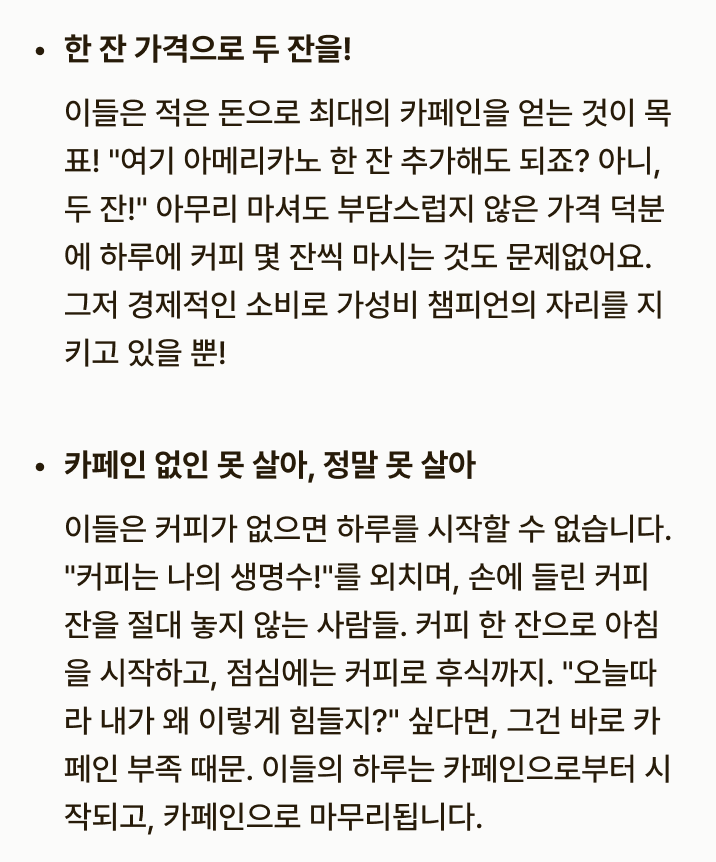 • 한 잔 가격으로 두 잔을!
이들은 적은 돈으로 최대의 카페인을 얻는 것이 목
표! "여기 아메리카노 한 잔 추가해도 되죠? 아니,
두 잔!" 아무리 마셔도 부담스럽지 않은 가격 덕분
에 하루에 커피 몇 잔씩 마시는 것도 문제없어요.
그저 경제적인 소비로 가성비 챔피언의 자리를 지
키고 있을 뿐!
• 카페인 없인 못 살아, 정말 못 살아
이들은 커피가 없으면 하루를 시작할 수 없습니다.
"커피는 나의 생명수!"를 외치며, 손에 들린 커피
잔을 절대 놓지 않는 사람들. 커피 한 잔으로 아침
을 시작하고, 점심에는 커피로 후식까지. "오늘따
라 내가 왜 이렇게 힘들지?" 싶다면, 그건 바로 카
페인 부족 때문. 이들의 하루는 카페인으로부터 시
작되고, 카페인으로 마무리됩니다.